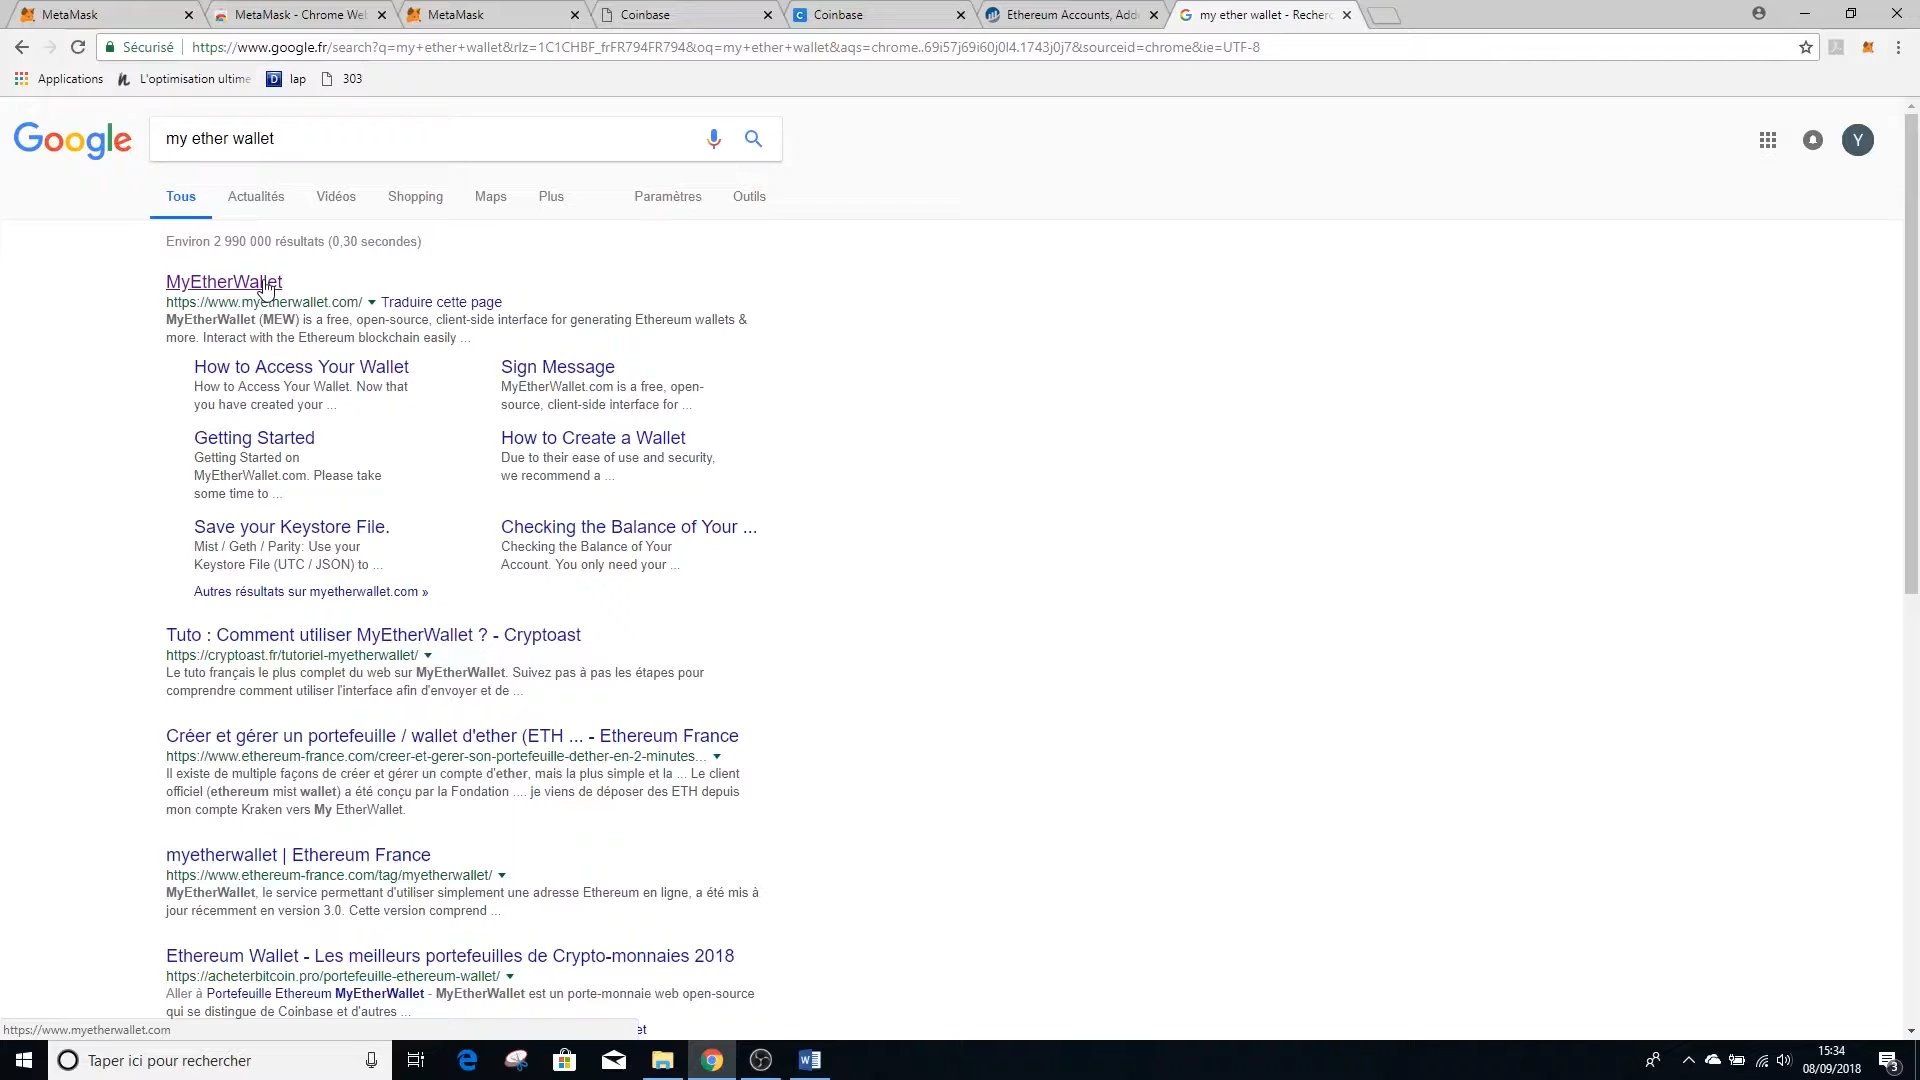 MetaMask
MetaMask - Chrome Web
MetaMask
Coinbase
Coinbase
Ethereum Accounts, Add
my ether wallet - Recherc
Sécurisé
https://www.google.fr/search?q=my+ether+wallet&rlz=1C1CHBF_frFR794FR794&oq=my+ether+wallet&aqs=chrome..69i57j69i60j0l4.1743j0j7&sourceid=chrome&ie=UTF-8
Applications
L'optimisation ultime
D
lap
303
Google
my ether wallet
Y
Tous
Actualités
Vidéos
Shopping
Maps
Plus
Paramètres
Outils
Environ 2 990 000 résultats (0,30 secondes)
MyEtherWallet
https://www.myetherwallet.com/
Traduire cette page
MyEtherWallet (MEW) is a free, open-source, client-side interface for generating Ethereum wallets &
more. Interact with the Ethereum blockchain easily ...
How to Access Your Wallet
How to Access Your Wallet. Now that
you have created your ...
Sign Message
MyEtherWallet.com is a free, open-
source, client-side interface for ...
Getting Started
Getting Started on
MyEtherWallet.com. Please take
some time to ...
How to Create a Wallet
Due to their ease of use and security,
we recommend a ...
Save your Keystore File.
Mist / Geth / Parity: Use your
Keystore File (UTC / JSON) to ...
Checking the Balance of Your ...
Checking the Balance of Your
Account. You only need your ...
Autres résultats sur myetherwallet.com »
Tuto : Comment utiliser MyEtherWallet ? - Cryptoast
https://cryptoast.fr/tutoriel-myetherwallet/
Le tuto français le plus complet du web sur MyEtherWallet. Suivez pas à pas les étapes pour
comprendre comment utiliser l'interface afin d'envoyer et de ...
Créer et gérer un portefeuille / wallet d'ether (ETH ... - Ethereum France
https://www.ethereum-france.com/creer-et-gerer-son-portefeuille-dether-en-2-minutes...
Il existe de multiple façons de créer et gérer un compte d'ether, mais la plus simple et la ... Le client
officiel (ethereum mist wallet) a été conçu par la Fondation .... je viens de déposer des ETH depuis
mon compte Kraken vers My EtherWallet.
myetherwallet | Ethereum France
https://www.ethereum-france.com/tag/myetherwallet/
MyEtherWallet, le service permettant d'utiliser simplement une adresse Ethereum en ligne, a été mis à
jour récemment en version 3.0. Cette version comprend ...
Ethereum Wallet - Les meilleurs portefeuilles de Crypto-monnaies 2018
https://acheterbitcoin.pro/portefeuille-ethereum-wallet/
Aller à Portefeuille Ethereum MyEtherWallet - MyEtherWallet est un porte-monnaie web open-source
qui se distingue de Coinbase et d'autres ...
https://www.myetherwallet.com
et
Taper ici pour rechercher
15:34
08/09/2018
3